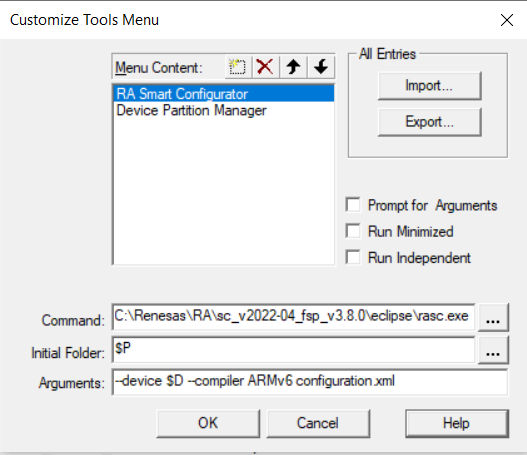 Customize Tools Menu
Menu Content:
RA Smart Configurator
Device Partition Manager
All Entries
Import...
Export...
Prompt for Arguments
Run Minimized
Run Independent
Command: C:\Renesas\RA\sc_v2022-04_fsp_v3.8.0\eclipse\rasc.exe ...
Initial Folder: $P ...
Arguments: --device $D --compiler ARMv6 configuration.xml
OK Cancel Help